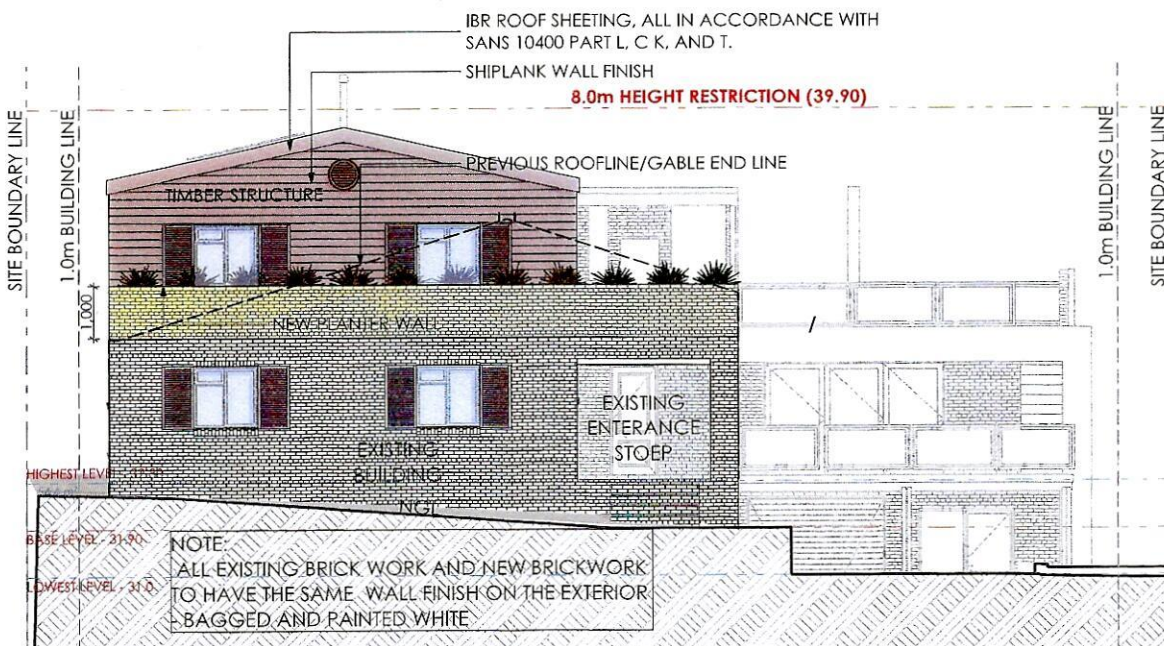 IBR ROOF SHEETING, ALL IN ACCORDANCE WITH
SANS 10400 PART L, C K, AND T.
SHIPLANK WALL FINISH
8.0m HEIGHT RESTRICTION (39.90)
SITE BOUNDARY LINE
1.0m BUILDING LINE
1.0m BUILDING LINE
SITE BOUNDARY LINE
PREVIOUS ROOFLINE/GABLE END LINE
TIMBER STRUCTURE
1,000
NEW PLANTER WALL
EXISTING
ENTERANCE
STOEP
EXISTING
BUILDING
HIGHEST LEVEL -
NGL
BASE LEVEL - 31.90
LOWEST LEVEL - 31.0
NOTE:
ALL EXISTING BRICK WORK AND NEW BRICKWORK
TO HAVE THE SAME WALL FINISH ON THE EXTERIOR
- BAGGED AND PAINTED WHITE